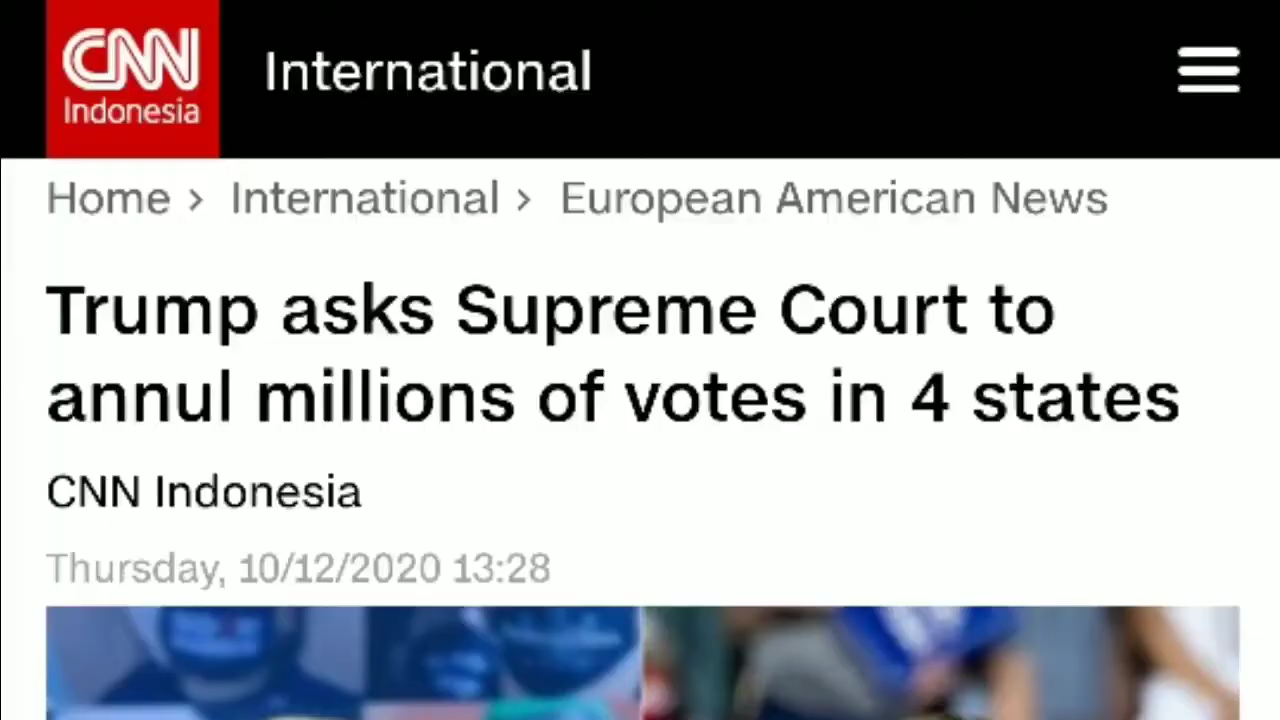 CNN
Indonesia
International
Home > International > European American News
Trump asks Supreme Court to
annul millions of votes in 4 states
CNN Indonesia
Thursday, 10/12/2020 13:28